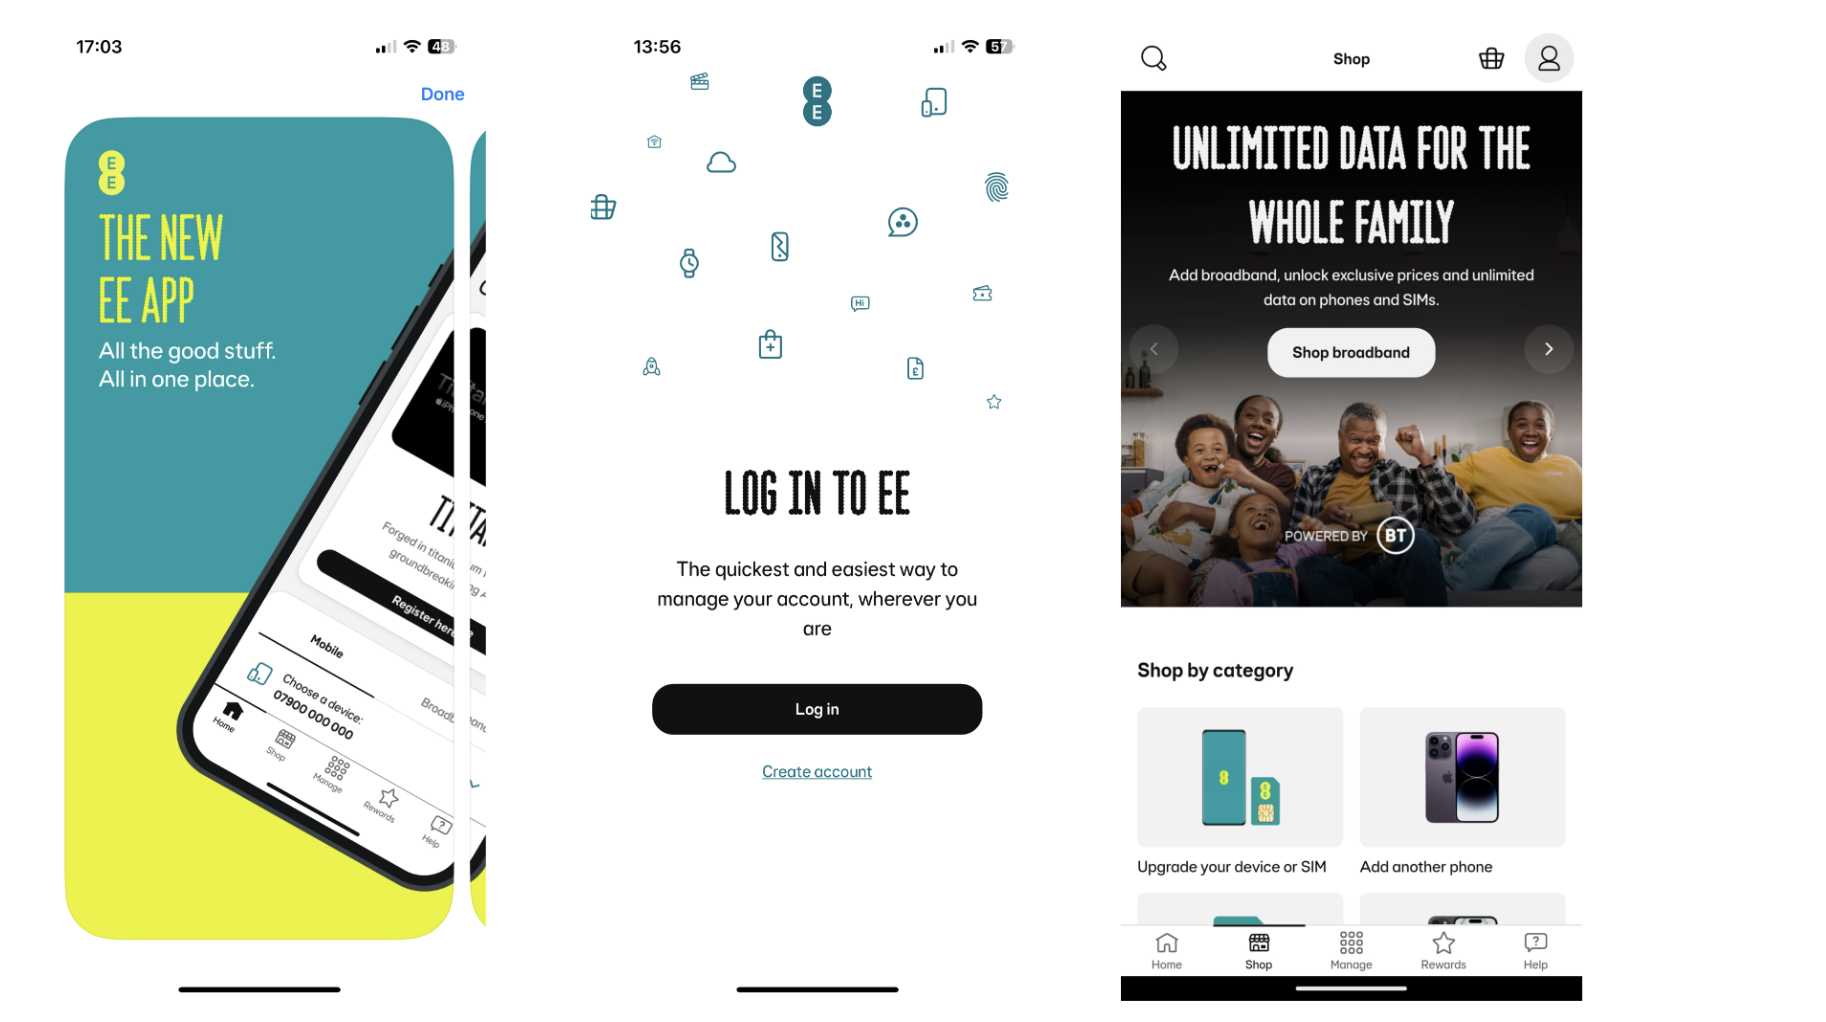 17:03
48
Done
E
E
THE NEW
EE APP
All the good stuff.
All in one place.
Forged in titanium
groundbreaking
Register here
Mobile
Choose a device:
07900 000 000
Home
Shop
Manage
Rewards
Help
13:56
57
E
E
Hi
£
LOG IN TO EE
The quickest and easiest way to
manage your account, wherever you
are
Log in
Create account
Shop
UNLIMITED DATA FOR THE
WHOLE FAMILY
Add broadband, unlock exclusive prices and unlimited
data on phones and SIMs.
Shop broadband
POWERED BY BT
Shop by category
Upgrade your device or SIM
Add another phone
Home
Shop
Manage
Rewards
Help